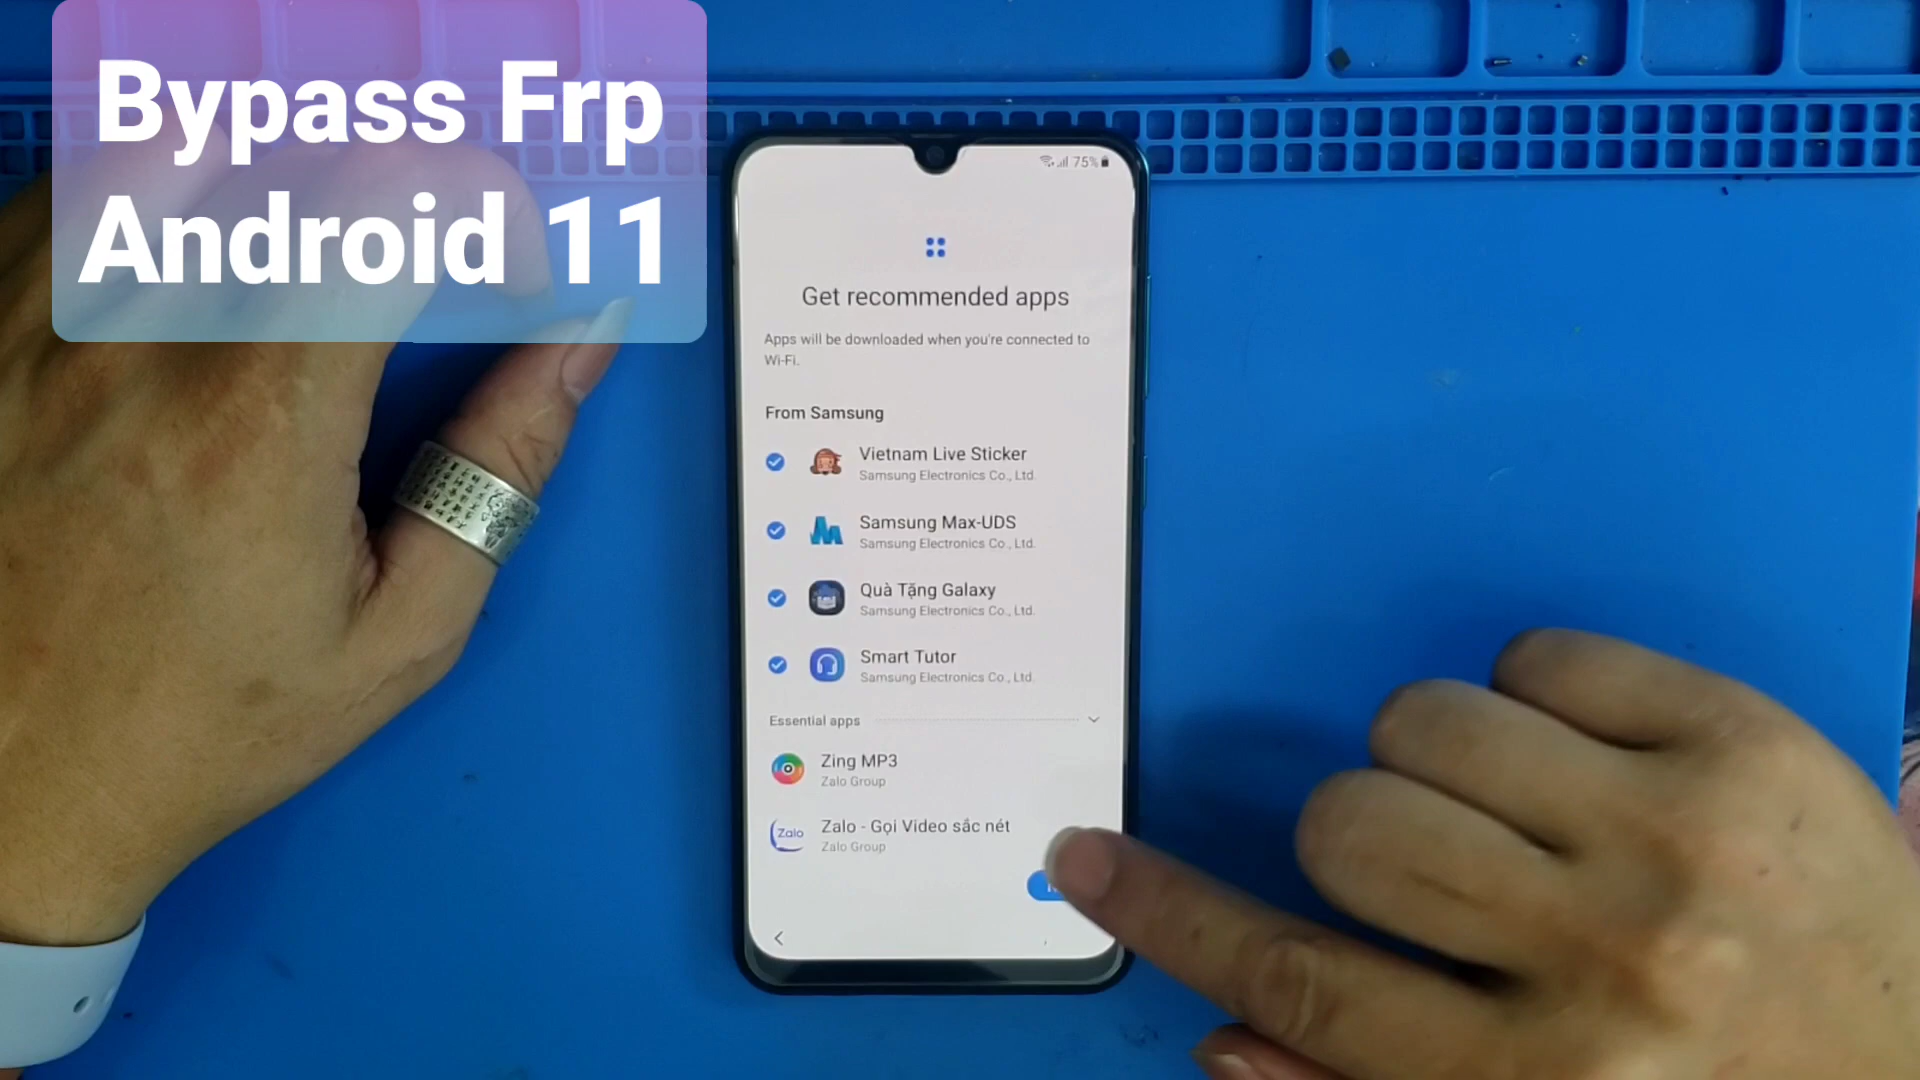 Bypass Frp
Android 11
75%
Get recommended apps
Apps will be downloaded when you're connected to
Wi-Fi.
From Samsung
Vietnam Live Sticker
Samsung Electronics Co., Ltd.
Samsung Max-UDS
Samsung Electronics Co., Ltd.
Quà Tặng Galaxy
Samsung Electronics Co., Ltd.
Smart Tutor
Samsung Electronics Co., Ltd.
Essential apps
Zing MP3
Zalo Group
Zalo
Zalo - Gọi Video sắc nét
Zalo Group